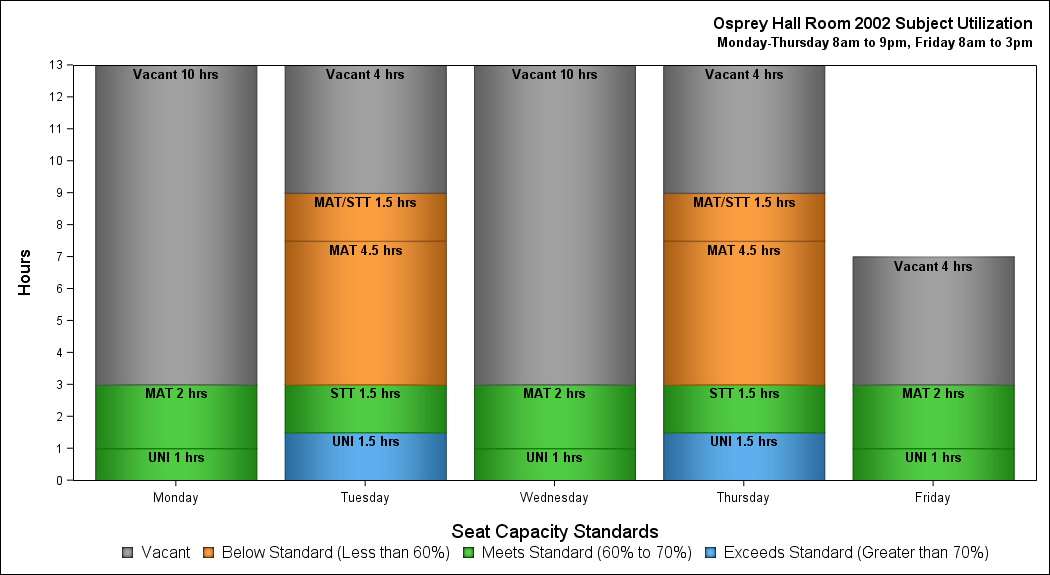 Osprey Hall Room 2002 Subject Utilization
Monday-Thursday 8am to 9pm, Friday 8am to 3pm
Hours
13
12
11
10
9
8
7
6
5
4
3
2
1
0
Vacant 10 hrs
MAT 2 hrs
UNI 1 hrs
Vacant 4 hrs
MAT/STT 1.5 hrs
MAT 4.5 hrs
STT 1.5 hrs
UNI 1.5 hrs
Vacant 10 hrs
MAT 2 hrs
UNI 1 hrs
Vacant 4 hrs
MAT/STT 1.5 hrs
MAT 4.5 hrs
STT 1.5 hrs
UNI 1.5 hrs
Vacant 4 hrs
MAT 2 hrs
UNI 1 hrs
Monday Tuesday Wednesday Thursday Friday
Seat Capacity Standards
Vacant Below Standard (Less than 60%) Meets Standard (60% to 70%) Exceeds Standard (Greater than 70%)